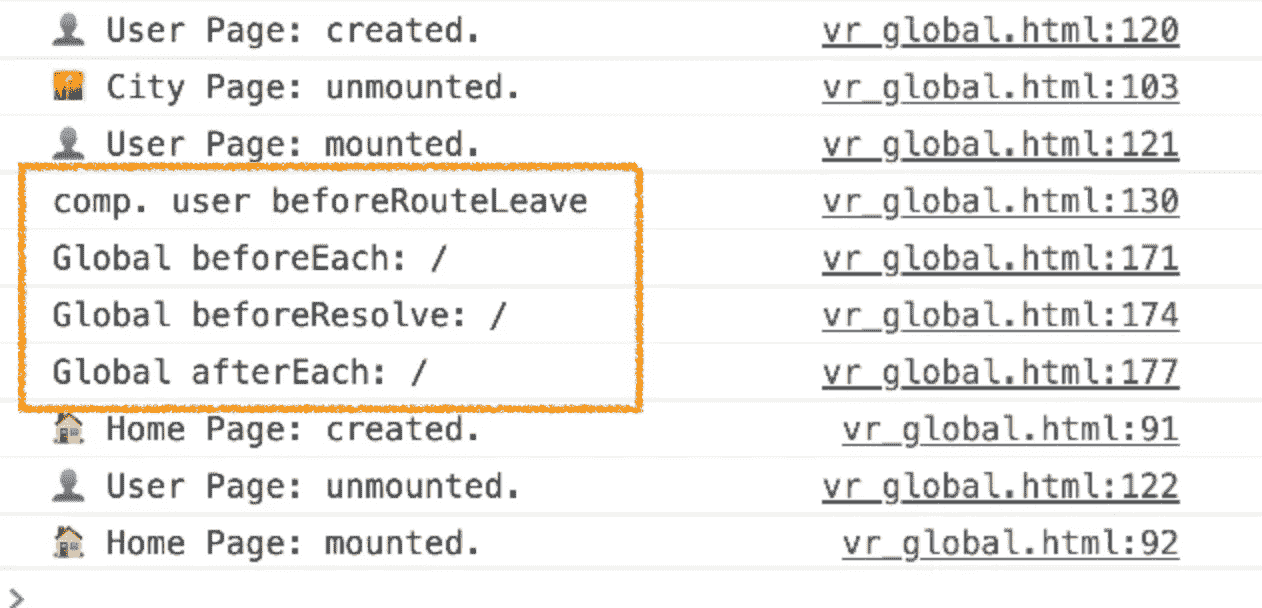 👤 User Page: created. vr_global.html:120
🌇 City Page: unmounted. vr_global.html:103
👤 User Page: mounted. vr_global.html:121
comp. user beforeRouteLeave vr_global.html:130
Global beforeEach: / vr_global.html:171
Global beforeResolve: / vr_global.html:174
Global afterEach: / vr_global.html:177
🏠 Home Page: created. vr_global.html:91
👤 User Page: unmounted. vr_global.html:122
🏠 Home Page: mounted. vr_global.html:92
>